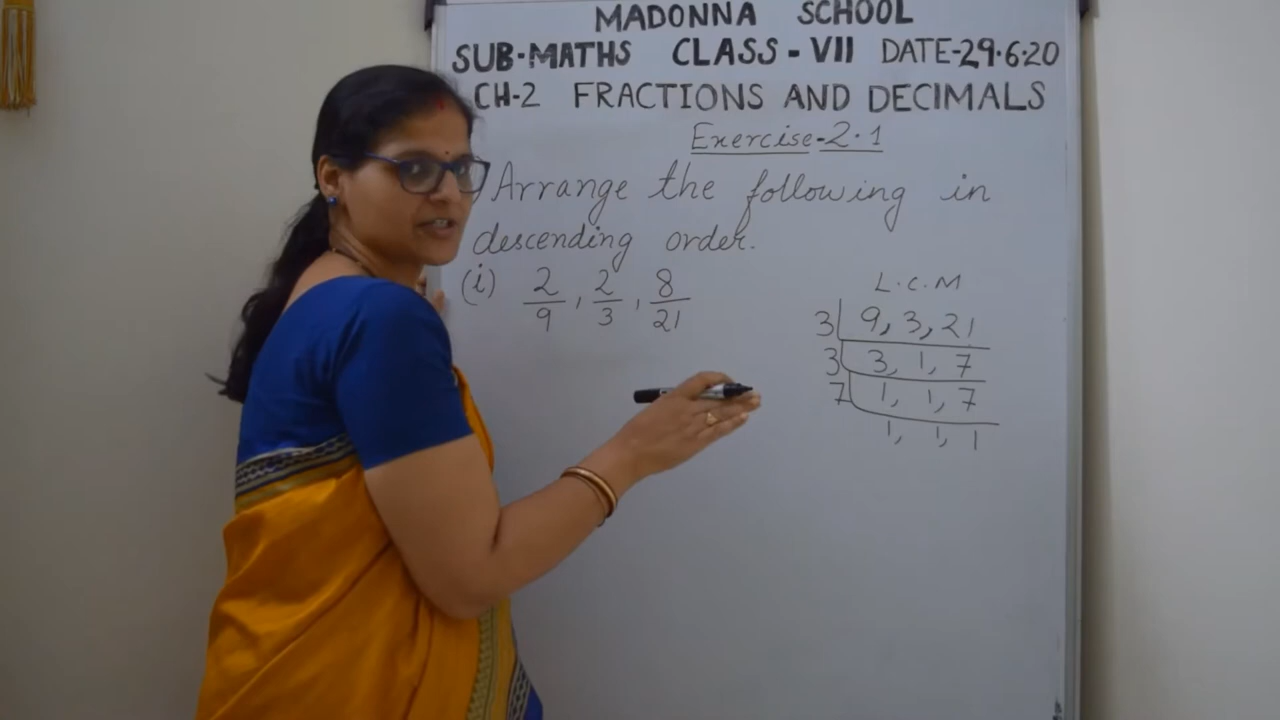 MADONNA SCHOOL
SUB-MATHS CLASS-VII DATE-29.6.20
CH-2 FRACTIONS AND DECIMALS
Exercise-2.1
Arrange the following in
descending order.
(i) 2/9, 2/3, 8/21
L.C.M
3 | 9, 3, 21
3 | 3, 1, 7
7 | 1, 1, 7
1, 1, 1